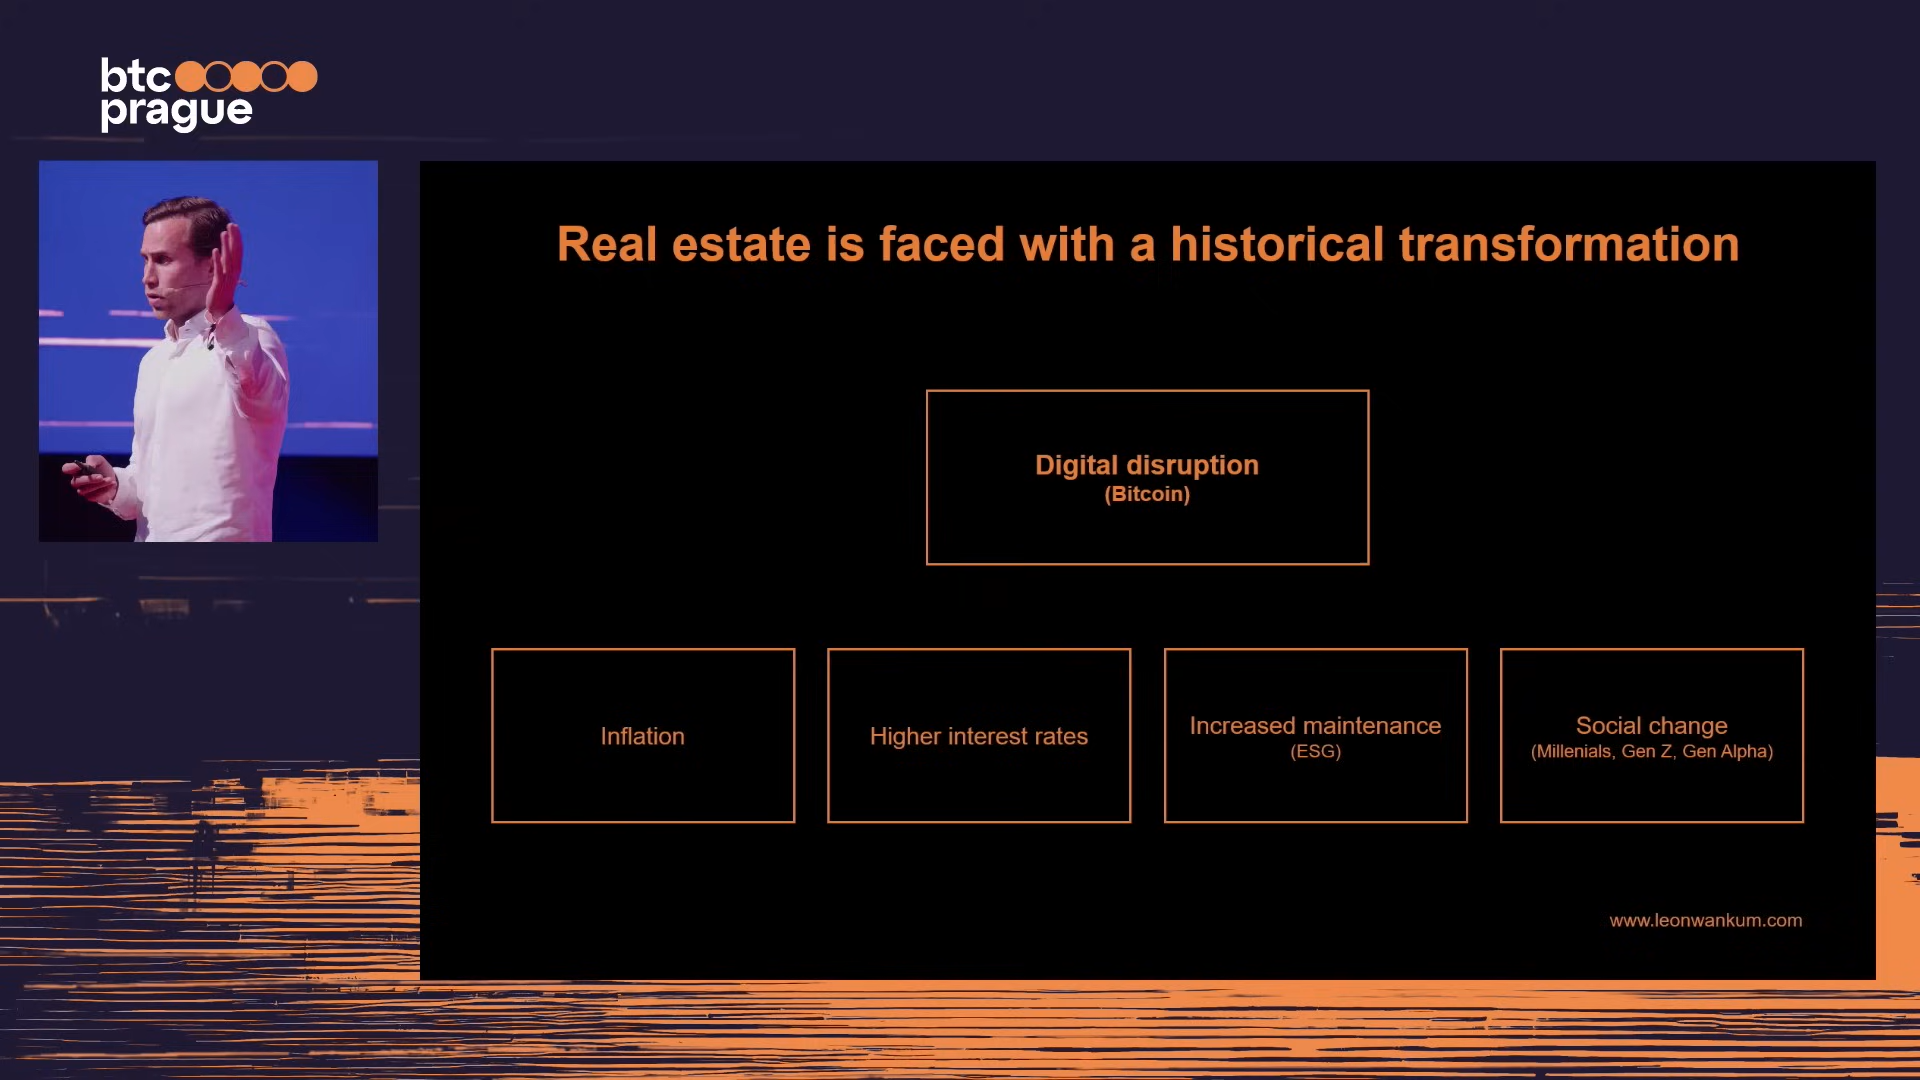 btc
prague
Real estate is faced with a historical transformation
Digital disruption
(Bitcoin)
Inflation
Higher interest rates
Increased maintenance
(ESG)
Social change
(Millenials, Gen Z, Gen Alpha)
www.leonwankum.com